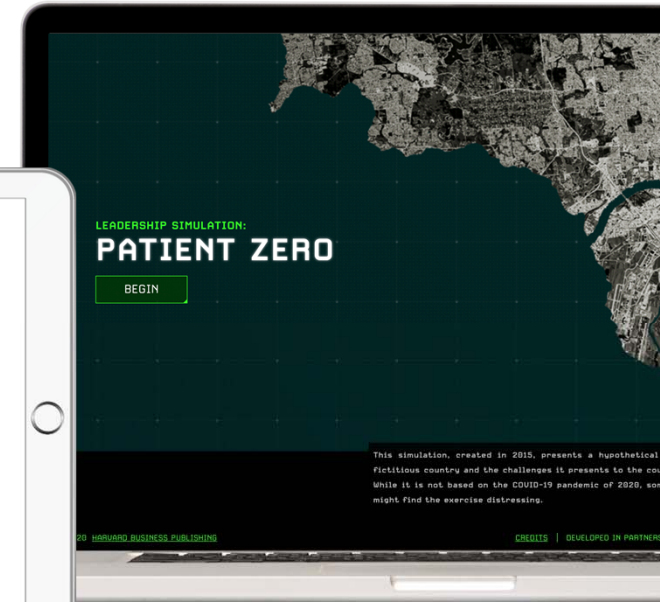 LEADERSHIP SIMULATION:
PATIENT ZERO
BEGIN
This simulation, created in 2015, presents a hypothetical
fictitious country and the challenges it presents to the
While it is not based on the COVID-19 pandemic of 2020,
might find the exercise distressing.
20 HARVARD BUSINESS PUBLISHING
CREDITS | DEVELOPED IN